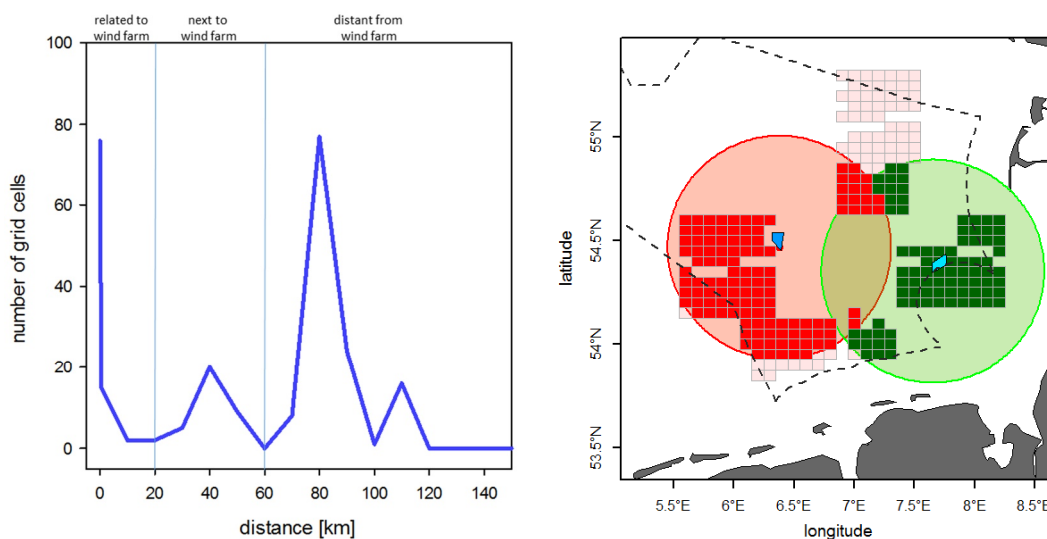 related to
wind farm
next to
wind farm
distant from
wind farm
100
80
60
40
20
0
number of grid cells
0 20 40 60 80 100 120 140
distance [km]
55°N
54.5°N
54°N
53.5°N
latitude
5.5°E 6°E 6.5°E 7°E 7.5°E 8°E 8.5°E
longitude